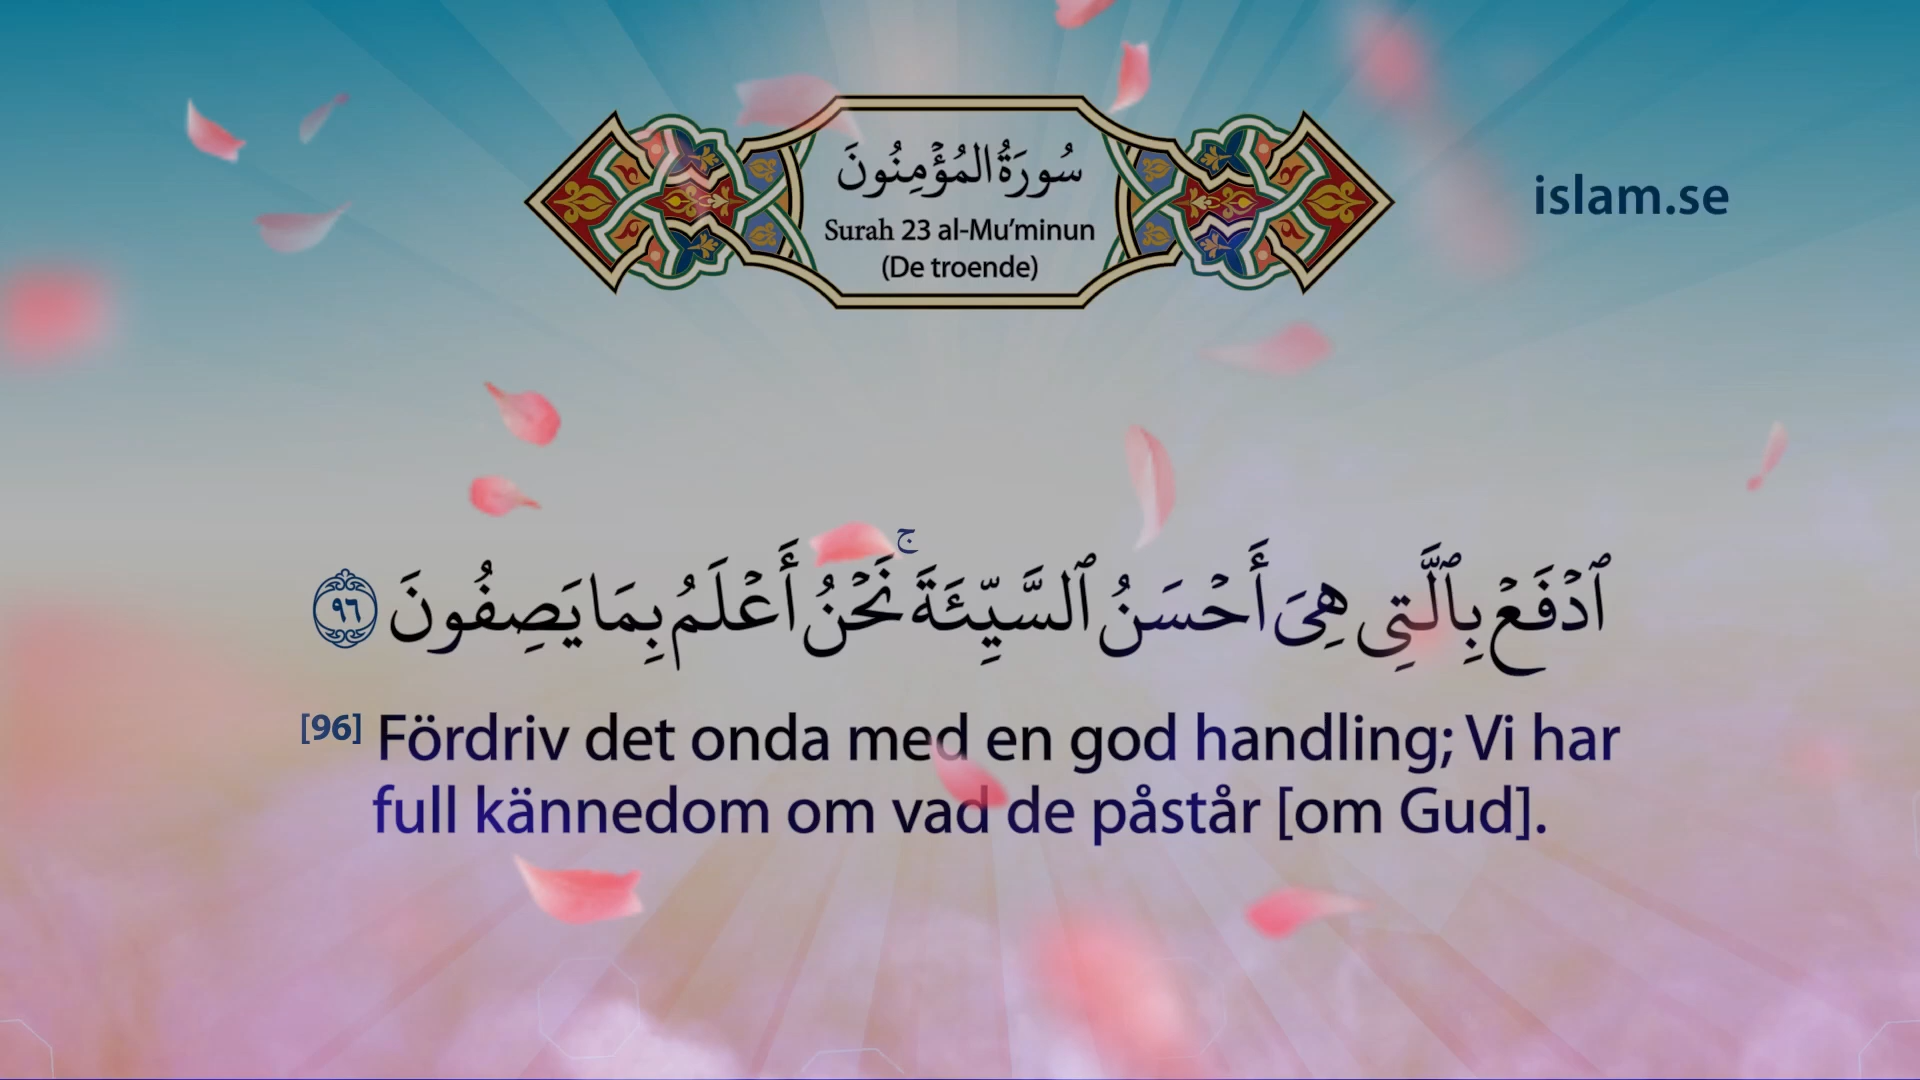 سُورَةُ المُؤْمِنُونَ
Surah 23 al-Mu’minun
(De troende)
islam.se
ٱدْفَعْ بِٱلَّتِى هِىَ أَحْسَنُ ٱلسَّيِّئَةَ ۚ نَحْنُ أَعْلَمُ بِمَا يَصِفُونَ ٩٦
[96] Fördriv det onda med en god handling; Vi har
full kännedom om vad de påstår [om Gud].